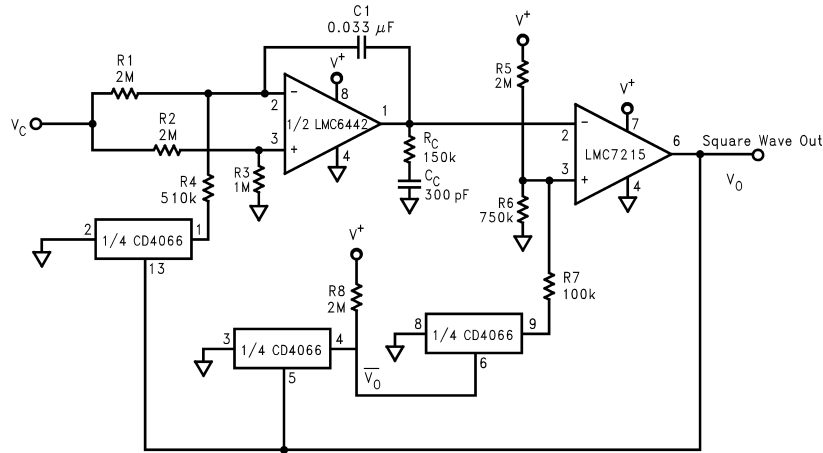 C1
0.033 μF
V+
R1
2M
R2
2M
VC
2
3
1/2 LMC6442
8
1
4
R3
1M
R4
510k
RC
150k
CC
300 pF
V+
R5
2M
R6
750k
V+
7
2
3
LMC7215
6
4
Square Wave Out
VO
2
1/4 CD4066
1
13
V+
R8
2M
R7
100k
3
1/4 CD4066
4
5
V̅O̅
8
1/4 CD4066
9
6